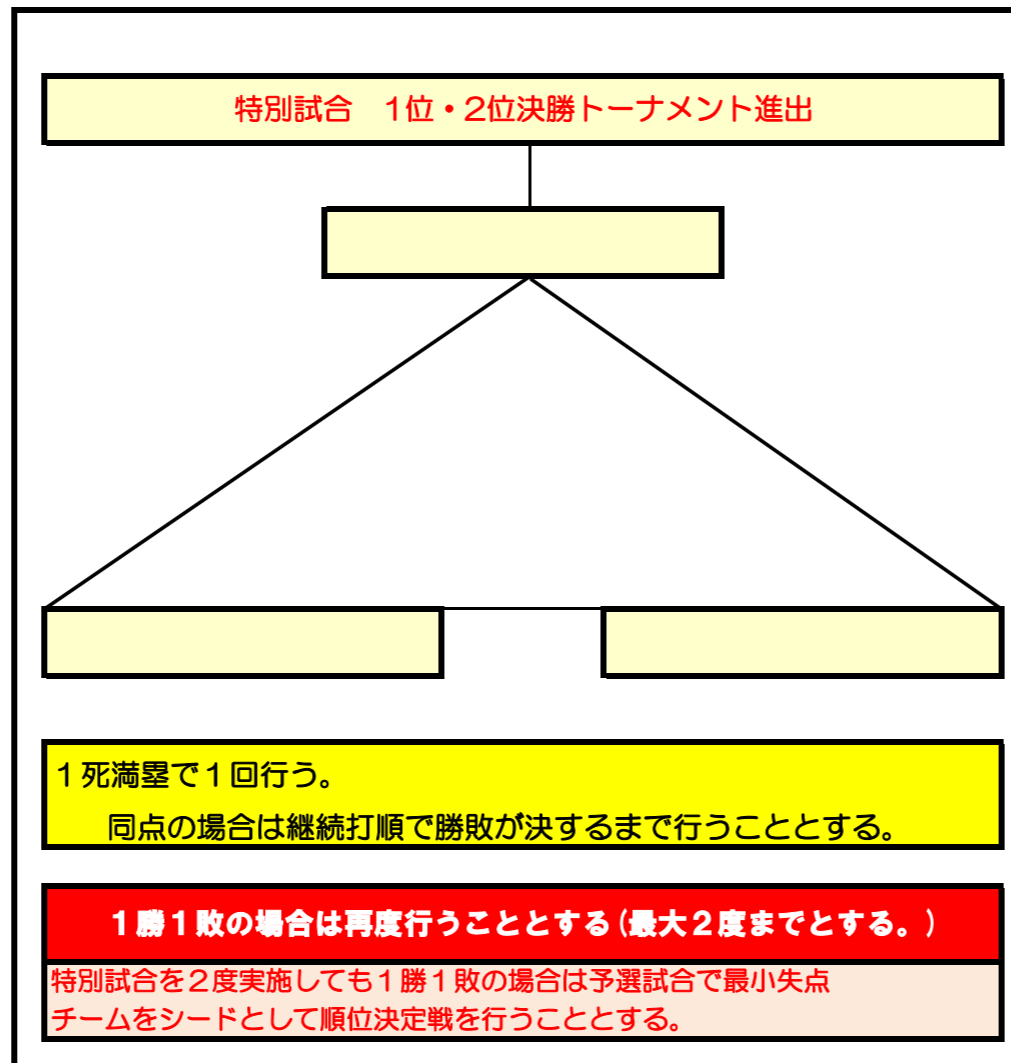 特別試合　1位・2位決勝トーナメント進出
１死満塁で１回行う。
同点の場合は継続打順で勝敗が決するまで行うこととする。
１勝１敗の場合は再度行うこととする(最大２度までとする。)
特別試合を２度実施しても１勝１敗の場合は予選試合で最小失点
チームをシードとして順位決定戦を行うこととする。